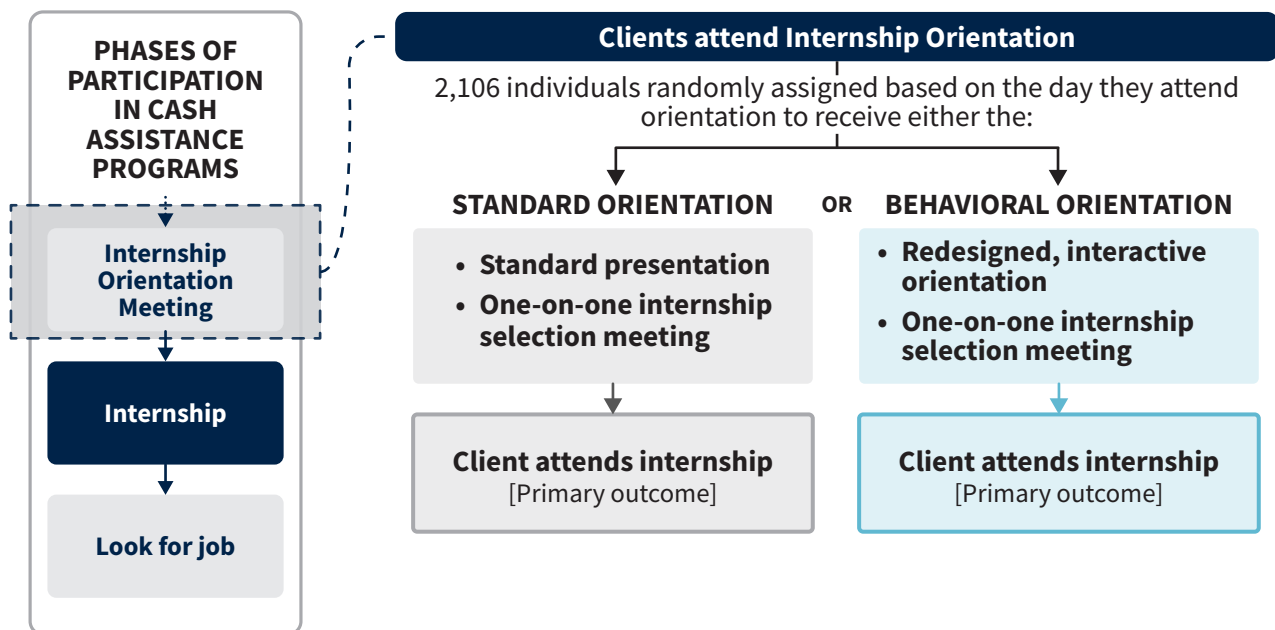 PHASES OF
PARTICIPATION
IN CASH
ASSISTANCE
PROGRAMS
Internship
Orientation
Meeting
Internship
Look for job
Clients attend Internship Orientation
2,106 individuals randomly assigned based on the day they attend
orientation to receive either the:
STANDARD ORIENTATION
• Standard presentation
• One-on-one internship
selection meeting
Client attends internship
[Primary outcome]
OR
BEHAVIORAL ORIENTATION
• Redesigned, interactive
orientation
• One-on-one internship
selection meeting
Client attends internship
[Primary outcome]